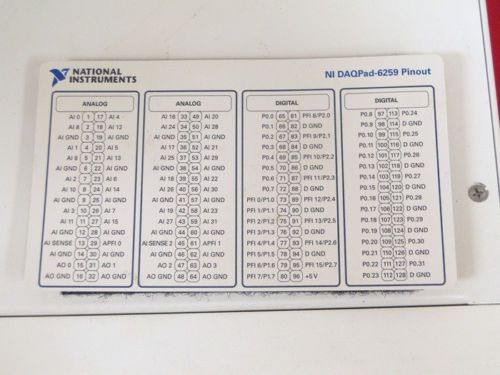 NATIONAL INSTRUMENTS
NI DAQPad-6259 Pinout
ANALOG
AI 0 1 17 AI 4
AI 8 2 18 AI 12
AI GND 3 19 AI GND
AI 1 4 20 AI 5
AI 9 5 21 AI 13
AI GND 6 22 AI GND
AI 2 7 23 AI 6
AI 10 8 24 AI 14
AI GND 9 25 AI GND
AI 3 10 26 AI 7
AI 11 11 27 AI 15
AI GND 12 28 AI GND
AI SENSE 13 29 APFI 0
AI GND 14 30 AI GND
AO 0 15 31 AO 1
AO GND 16 32 AO GND
ANALOG
AI 16 33 49 AI 20
AI 24 34 50 AI 28
AI GND 35 51 AI GND
AI 17 36 52 AI 21
AI 25 37 53 AI 29
AI GND 38 54 AI GND
AI 18 39 55 AI 22
AI 26 40 56 AI 30
AI GND 41 57 AI GND
AI 19 42 58 AI 23
AI 27 43 59 AI 31
AI GND 44 60 AI GND
AI SENSE 2 45 61 APFI 1
AI GND 46 62 AI GND
AO 2 47 63 AO 3
AO GND 48 64 AO GND
DIGITAL
P0.0 65 81 PFI 8/P2.0
P0.1 66 82 D GND
P0.2 67 83 PFI 9/P2.1
P0.3 68 84 D GND
P0.4 69 85 PFI 10/P2.2
P0.5 70 86 D GND
P0.6 71 87 PFI 11/P2.3
P0.7 72 88 D GND
PFI 0/P1.0 73 89 PFI 12/P2.4
PFI 1/P1.1 74 90 D GND
PFI 2/P1.2 75 91 PFI 13/P2.5
PFI 3/P1.3 76 92 D GND
PFI 4/P1.4 77 93 PFI 14/P2.6
PFI 5/P1.5 78 94 D GND
PFI 6/P1.6 79 95 PFI 15/P2.7
PFI 7/P1.7 80 96 +5 V
DIGITAL
P0.8 97 113 P0.24
P0.9 98 114 D GND
P0.10 99 115 P0.25
P0.11 100 116 D GND
P0.12 101 117 P0.26
P0.13 102 118 D GND
P0.14 103 119 P0.27
P0.15 104 120 D GND
P0.16 105 121 P0.28
P0.17 106 122 D GND
P0.18 107 123 P0.29
P0.19 108 124 D GND
P0.20 109 125 P0.30
P0.21 110 126 D GND
P0.22 111 127 P0.31
P0.23 112 128 D GND